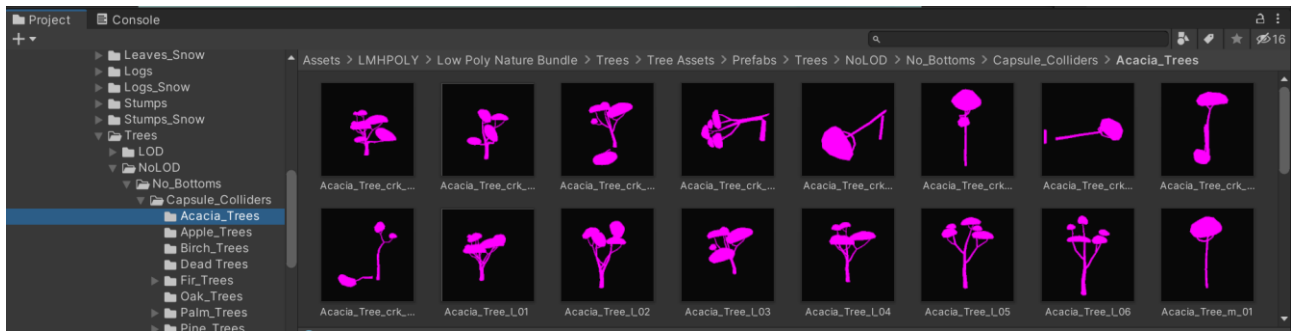 Project
Console
16
Leaves_Snow
Logs
Logs_Snow
Stumps
Stumps_Snow
Trees
LOD
NoLOD
No_Bottoms
Capsule_Colliders
Acacia_Trees
Apple_Trees
Birch_Trees
Dead Trees
Fir_Trees
Oak_Trees
Palm_Trees
Pine_Trees
Assets > LMHPOLY > Low Poly Nature Bundle > Trees > Tree Assets > Prefabs > Trees > NoLOD > No_Bottoms > Capsule_Colliders > Acacia_Trees
Acacia_Tree_crk_... Acacia_Tree_crk_... Acacia_Tree_crk_... Acacia_Tree_crk_... Acacia_Tree_crk_... Acacia_Tree_crk... Acacia_Tree_crk... Acacia_Tree_crk_...
Acacia_Tree_crk... Acacia_Tree_l_01 Acacia_Tree_l_02 Acacia_Tree_l_03 Acacia_Tree_l_04 Acacia_Tree_l_05 Acacia_Tree_l_06 Acacia_Tree_m_01